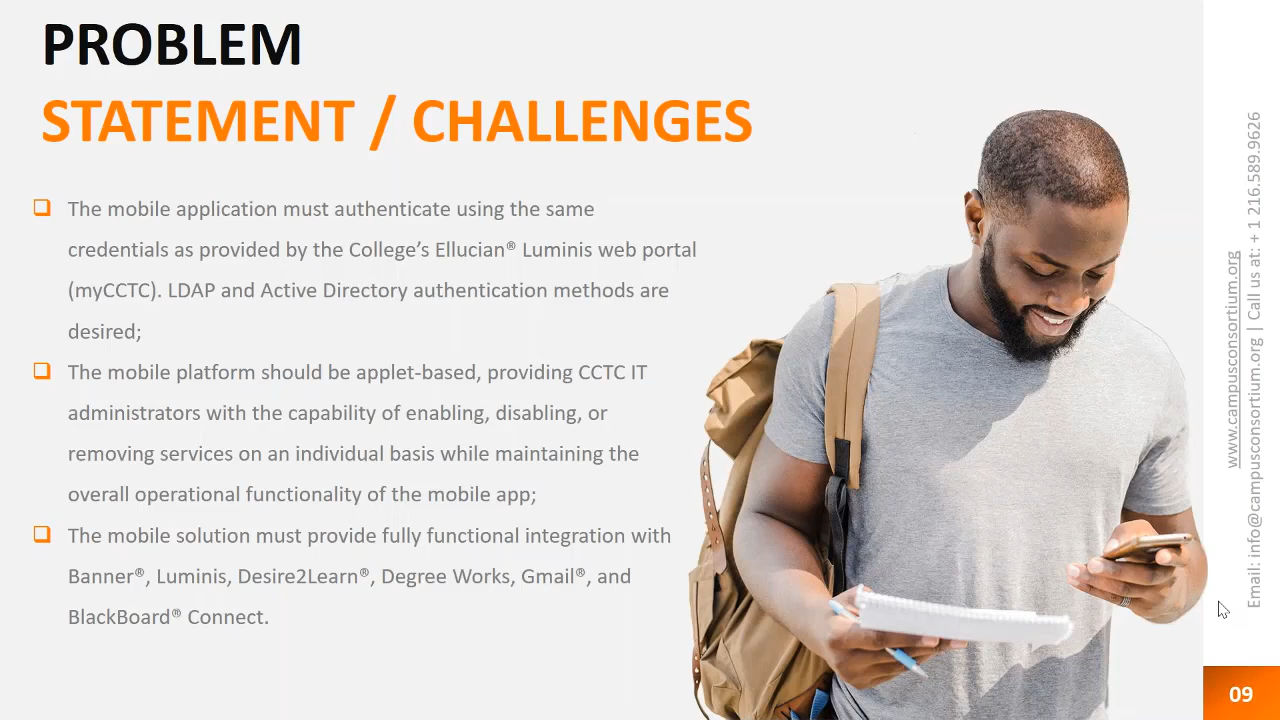 PROBLEM
STATEMENT / CHALLENGES
The mobile application must authenticate using the same
credentials as provided by the College's Ellucian® Luminis web portal
(myCCTC). LDAP and Active Directory authentication methods are
desired;
The mobile platform should be applet-based, providing CCTC IT
administrators with the capability of enabling, disabling, or
removing services on an individual basis while maintaining the
overall operational functionality of the mobile app;
The mobile solution must provide fully functional integration with
Banner®, Luminis, Desire2Learn®, Degree Works, Gmail®, and
BlackBoard® Connect.
www.campusconsortium.org
Email: info@campusconsortium.org | Call us at: + 1 216.589.9626
09